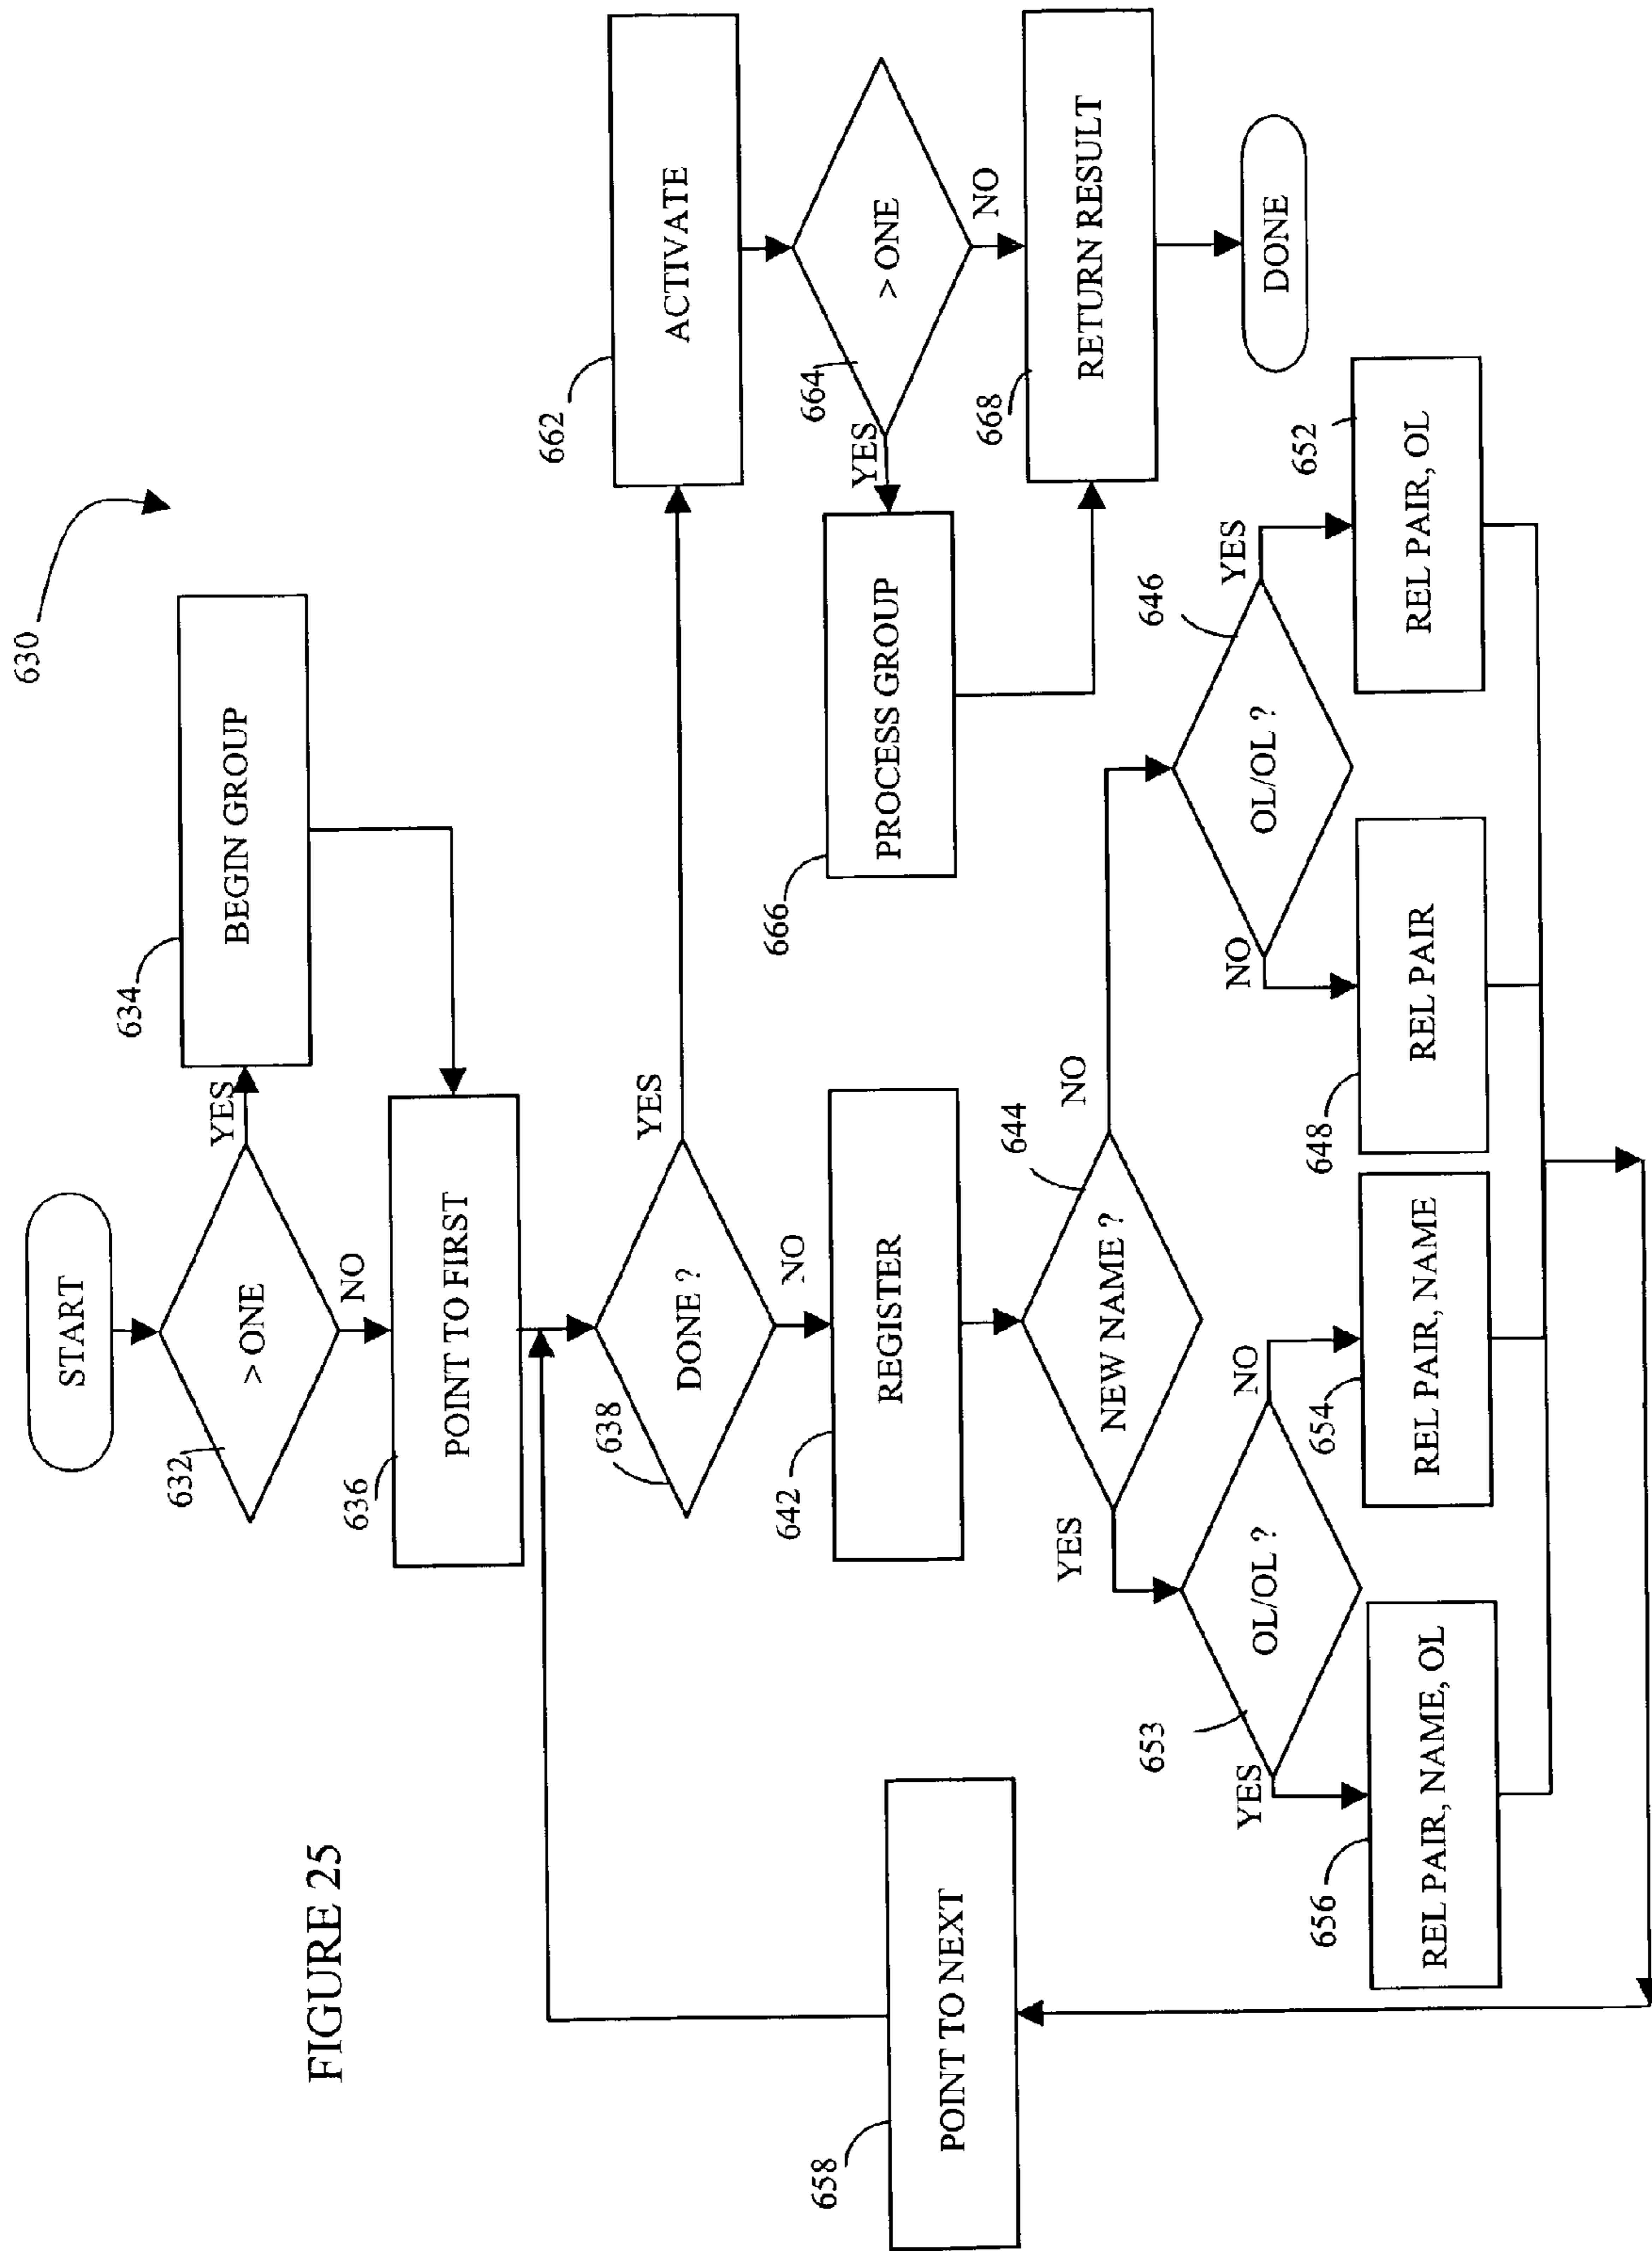 FIGURE 25
630
START
632
> ONE
YES
NO
634
BEGIN GROUP
636
POINT TO FIRST
638
DONE ?
YES
NO
642
REGISTER
644
NEW NAME ?
YES
NO
653
OL/OL ?
YES
NO
646
OL/OL ?
NO
YES
656
REL PAIR, NAME, OL
654
REL PAIR, NAME
648
REL PAIR
652
REL PAIR, OL
658
POINT TO NEXT
662
ACTIVATE
664
> ONE
YES
NO
666
PROCESS GROUP
668
RETURN RESULT
DONE